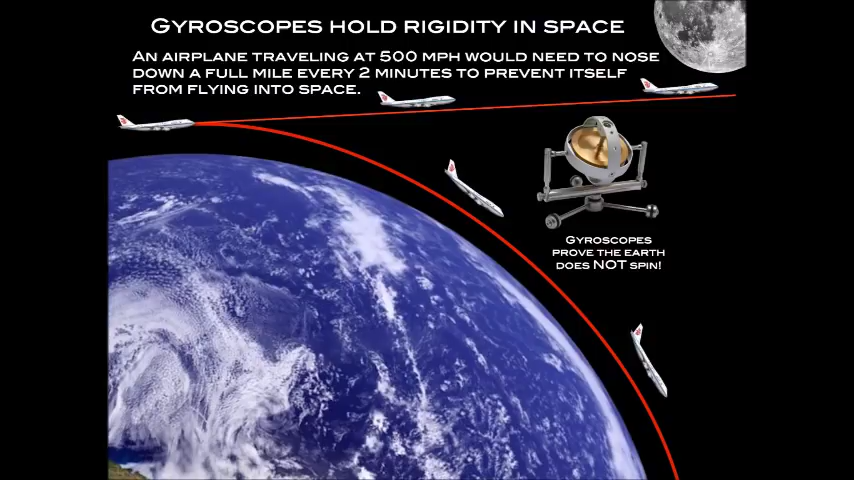 Gyroscopes hold rigidity in space
An airplane traveling at 500 mph would need to nose
down a full mile every 2 minutes to prevent itself
from flying into space.
Gyroscopes
prove the earth
does NOT spin!